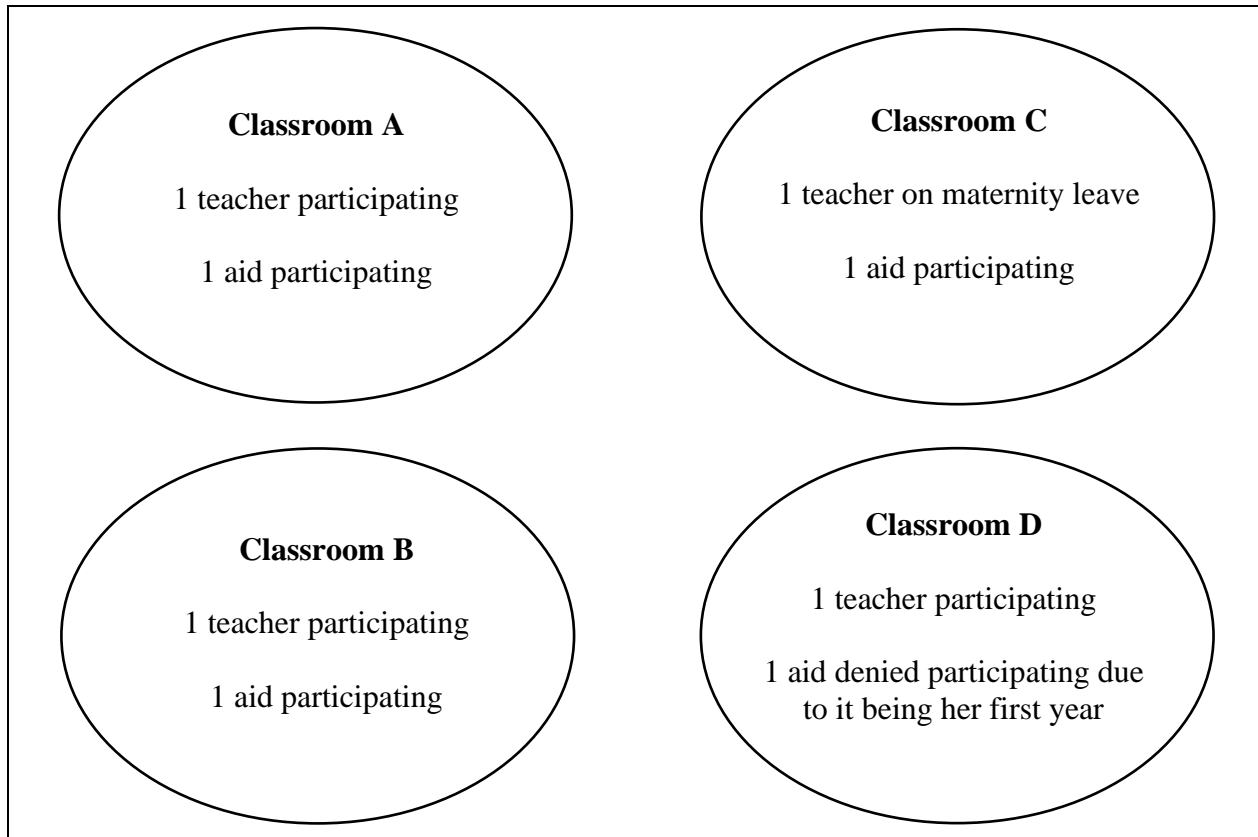 Classroom A
1 teacher participating
1 aid participating
Classroom C
1 teacher on maternity leave
1 aid participating
Classroom B
1 teacher participating
1 aid participating
Classroom D
1 teacher participating
1 aid denied participating due
to it being her first year